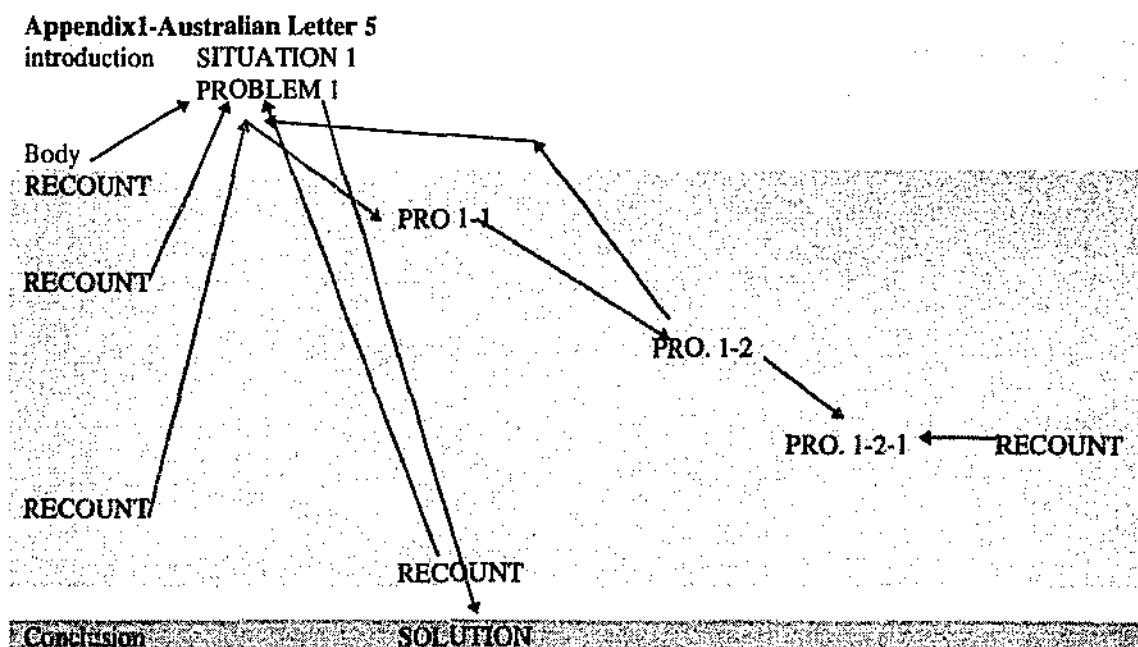 Appendix1-Australian Letter 5
introduction SITUATION 1
PROBLEM 1
Body
RECOUNT
PRO 1-1
RECOUNT
PRO. 1-2
PRO. 1-2-1 RECOUNT
RECOUNT
RECOUNT
Conclusion SOLUTION